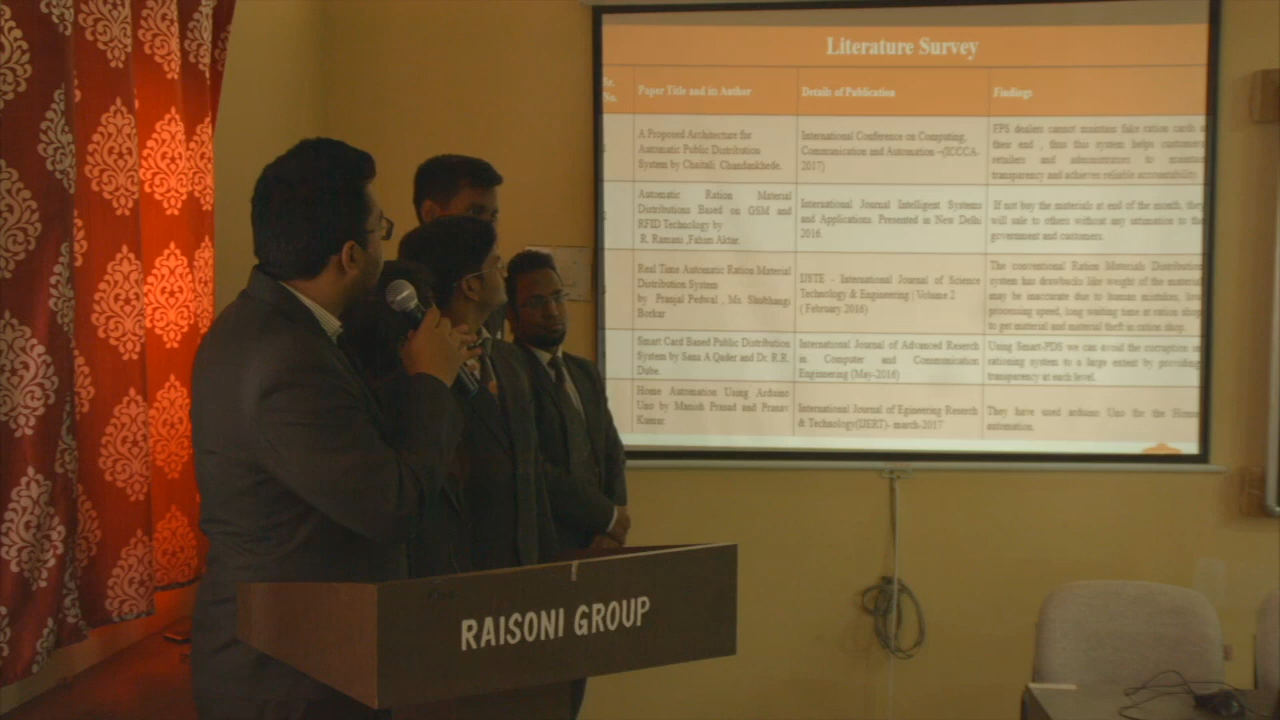 Literature Survey
Sr. No.
Paper Title and its Author
Details of Publication
Findings
A Proposed Architecture for
Automatic Public Distribution
System by Chaitali Chandankhede.
International Conference on Computing,
Communication and Automation –(ICCCA-
2017)
FPS dealers cannot maintain fake ration cards a
their end , thus this system helps customers
retailers and administrators to maintain
transparency and achieves reliable accountability.
Automatic Ration Material
Distributions Based on GSM and
RFID Technology by
R. Ramani ,Fahim Aktar.
International Journal Intelligent Systems
and Applications. Presented in New Delhi
2016.
If not buy the materials at end of the month, they
will sale to others without any intimation to the
government and customers.
Real Time Automatic Ration Material
Distribution System
by Pranjal Pedwal , Ms. Shubhangi
Borkar
IJSTE - International Journal of Science
Technology & Engineering | Volume 2
( February 2016)
The conventional Ration Materials Distribution
system has drawbacks like weight of the material
may be inaccurate due to human mistakes, low
processing speed, long waiting time at ration shop
to get material and material theft in ration shop.
Smart Card Based Public Distribution
System by Sana A Qader and Dr. R.R.
Dube.
International Journal of Advanced Reserch
in Computer and Communication
Engineering (May-2016)
Using Smart-PDS we can avoid the corruption in
rationing system to a large extent by providing
transparency at each level.
Home Automation Using Arduino
Uno by Manish Prasad and Pranav
Kumar.
International Journal of Egineering Reserch
& Technology(IJERT)- march-2017
They have used arduino Uno the the Home
automation.
RAISONI GROUP